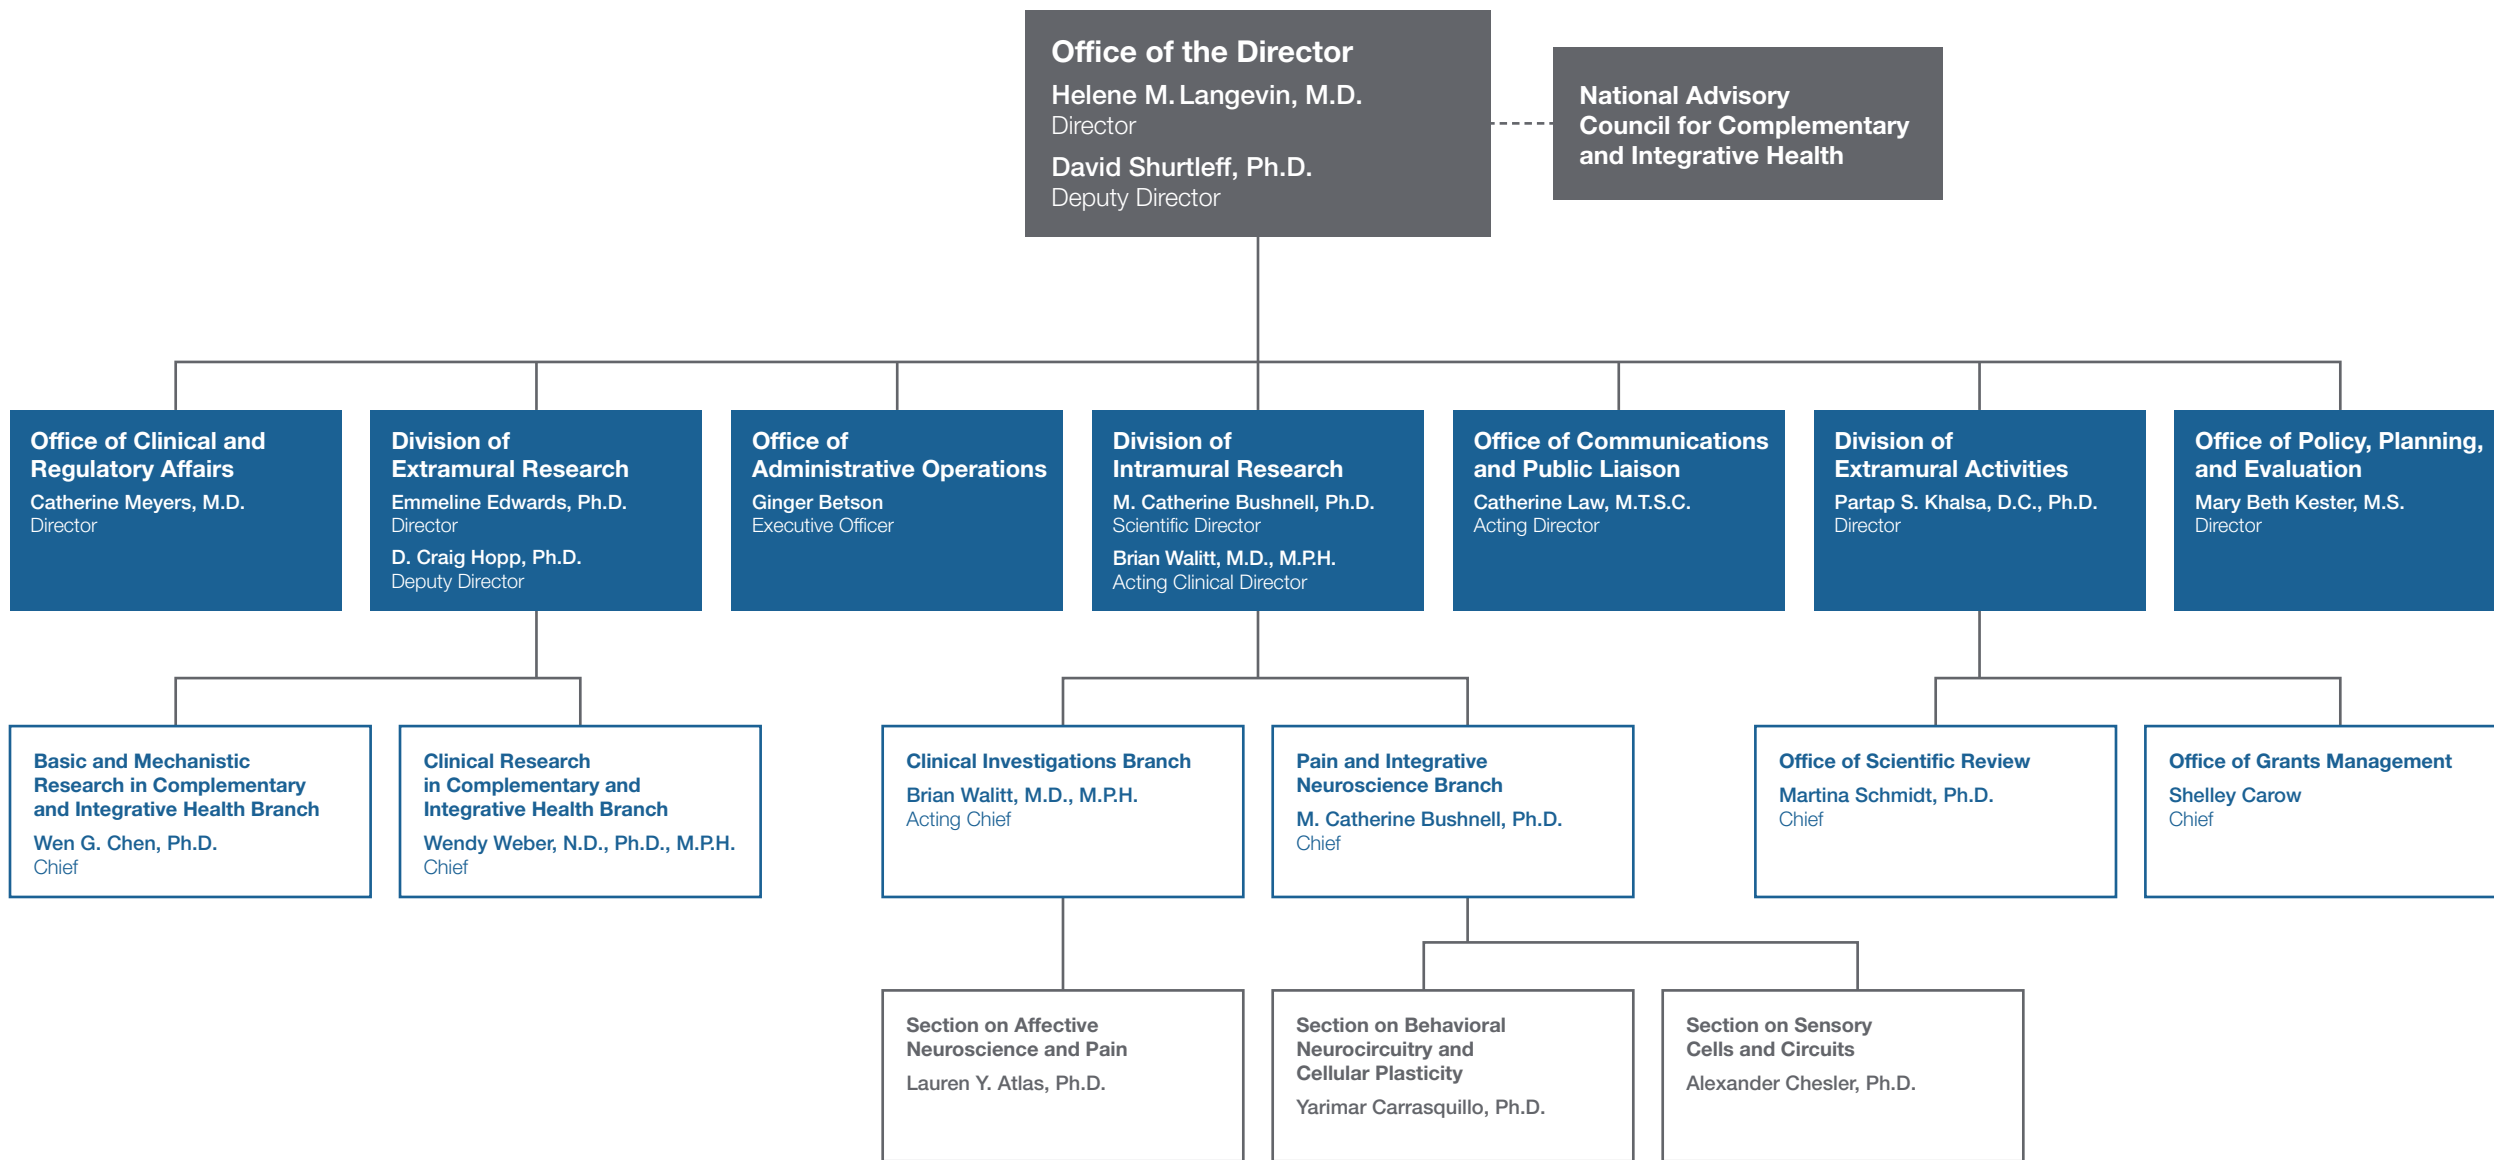 Office of the Director
Helene M. Langevin, M.D.
Director
David Shurtleff, Ph.D.
Deputy Director
National Advisory
Council for Complementary
and Integrative Health
Office of Clinical and
Regulatory Affairs
Catherine Meyers, M.D.
Director
Division of
Extramural Research
Emmeline Edwards, Ph.D.
Director
D. Craig Hopp, Ph.D.
Deputy Director
Office of
Administrative Operations
Ginger Betson
Executive Officer
Division of
Intramural Research
M. Catherine Bushnell, Ph.D.
Scientific Director
Brian Walitt, M.D., M.P.H.
Acting Clinical Director
Office of Communications
and Public Liaison
Catherine Law, M.T.S.C.
Acting Director
Division of
Extramural Activities
Partap S. Khalsa, D.C., Ph.D.
Director
Office of Policy, Planning,
and Evaluation
Mary Beth Kester, M.S.
Director
Basic and Mechanistic
Research in Complementary
and Integrative Health Branch
Wen G. Chen, Ph.D.
Chief
Clinical Research
in Complementary and
Integrative Health Branch
Wendy Weber, N.D., Ph.D., M.P.H.
Chief
Clinical Investigations Branch
Brian Walitt, M.D., M.P.H.
Acting Chief
Pain and Integrative
Neuroscience Branch
M. Catherine Bushnell, Ph.D.
Chief
Office of Scientific Review
Martina Schmidt, Ph.D.
Chief
Office of Grants Management
Shelley Carow
Chief
Section on Affective
Neuroscience and Pain
Lauren Y. Atlas, Ph.D.
Section on Behavioral
Neurocircuitry and
Cellular Plasticity
Yarimar Carrasquillo, Ph.D.
Section on Sensory
Cells and Circuits
Alexander Chesler, Ph.D.